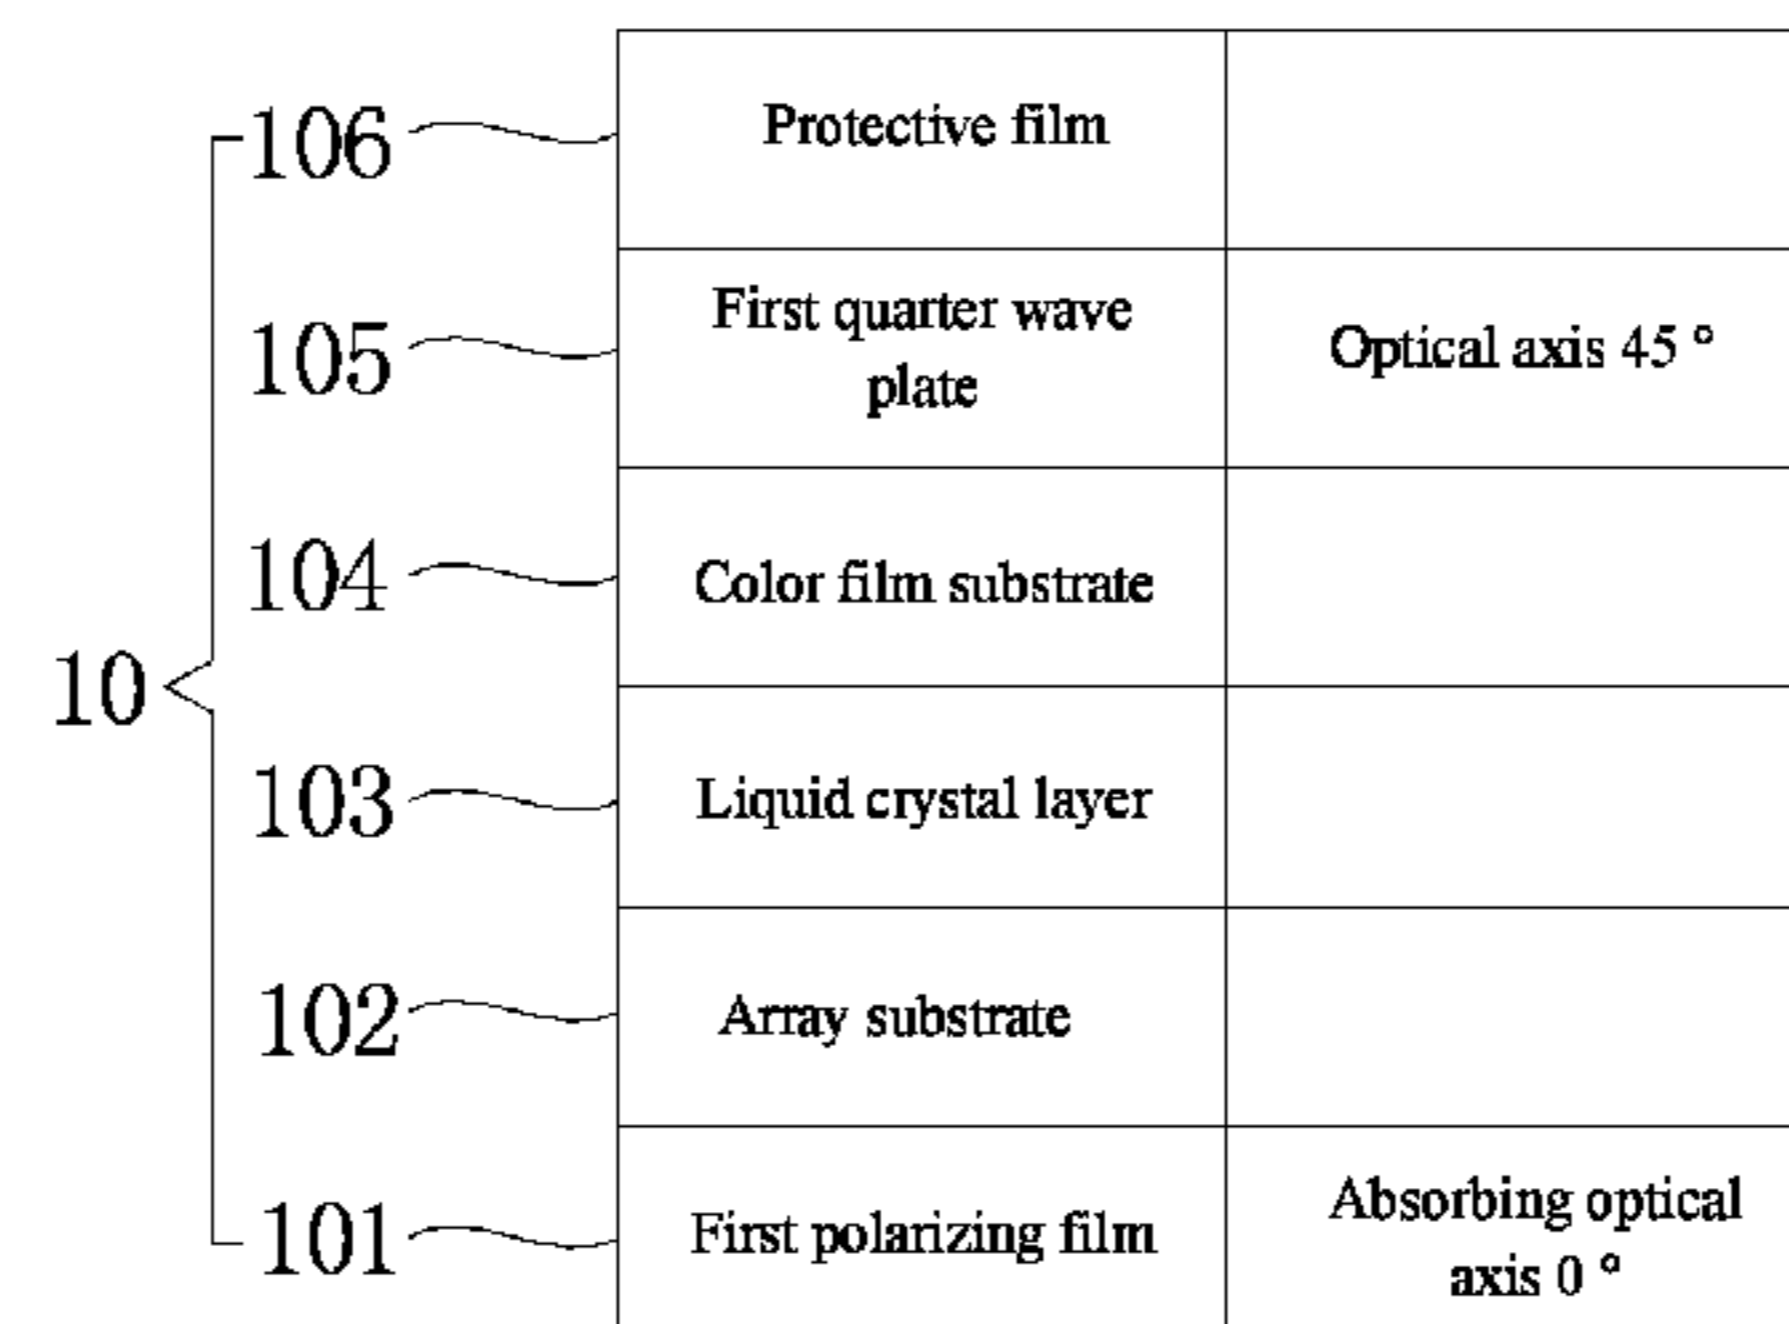 106 Protective film
First quarter wave
105 plate Optical axis 45 °
104 Color film substrate
10
103 Liquid crystal layer
102 Array substrate
101 First polarizing film Absorbing optical
axis 0 °